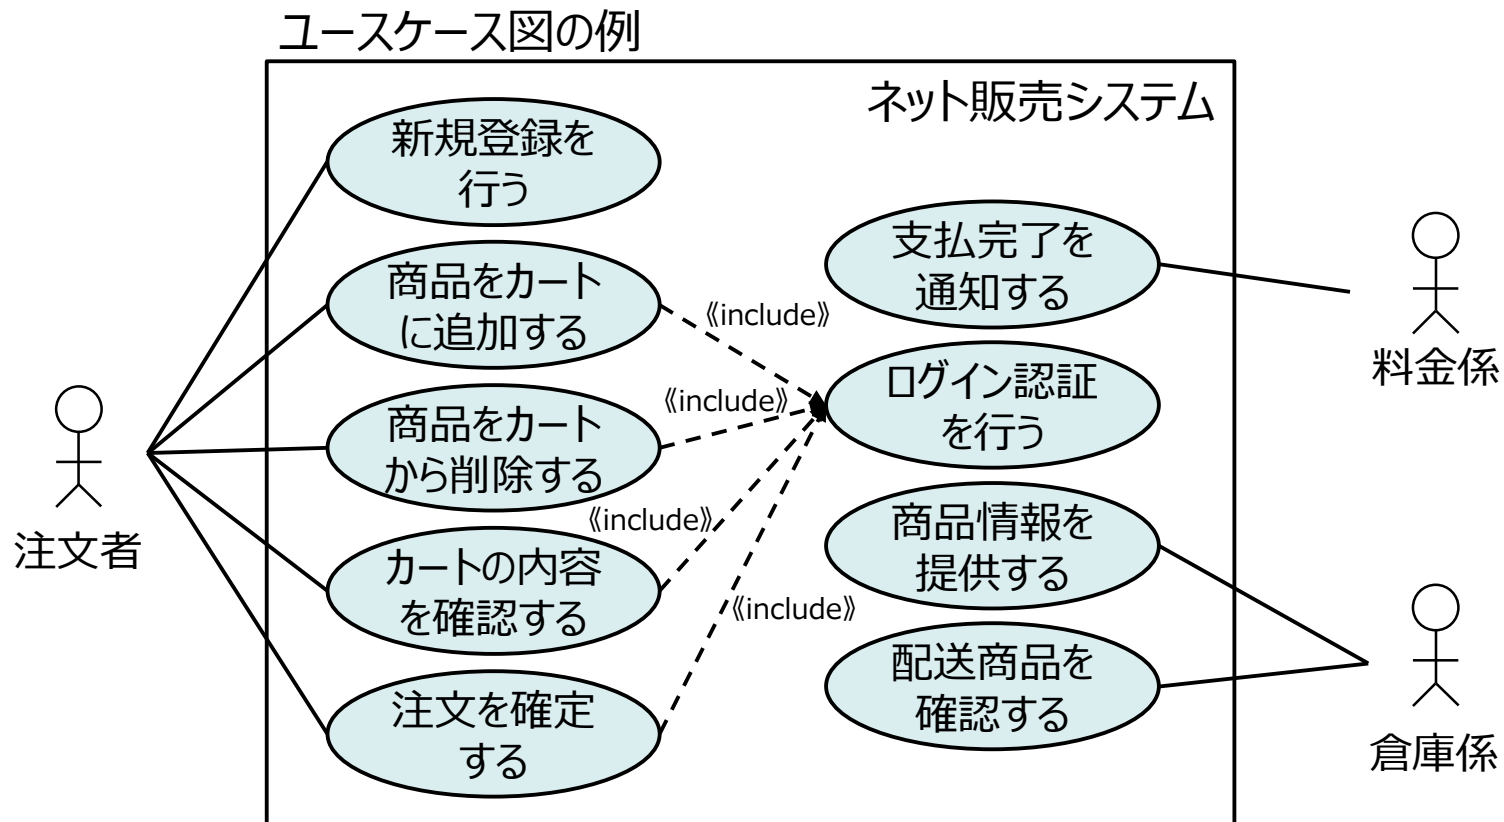 ユースケース図の例
ネット販売システム
新規登録を
行う
商品をカート
に追加する
商品をカート
から削除する
カートの内容
を確認する
注文を確定
する
《include》
《include》
《include》
《include》
支払完了を
通知する
ログイン認証
を行う
商品情報を
提供する
配送商品を
確認する
注文者
料金係
倉庫係